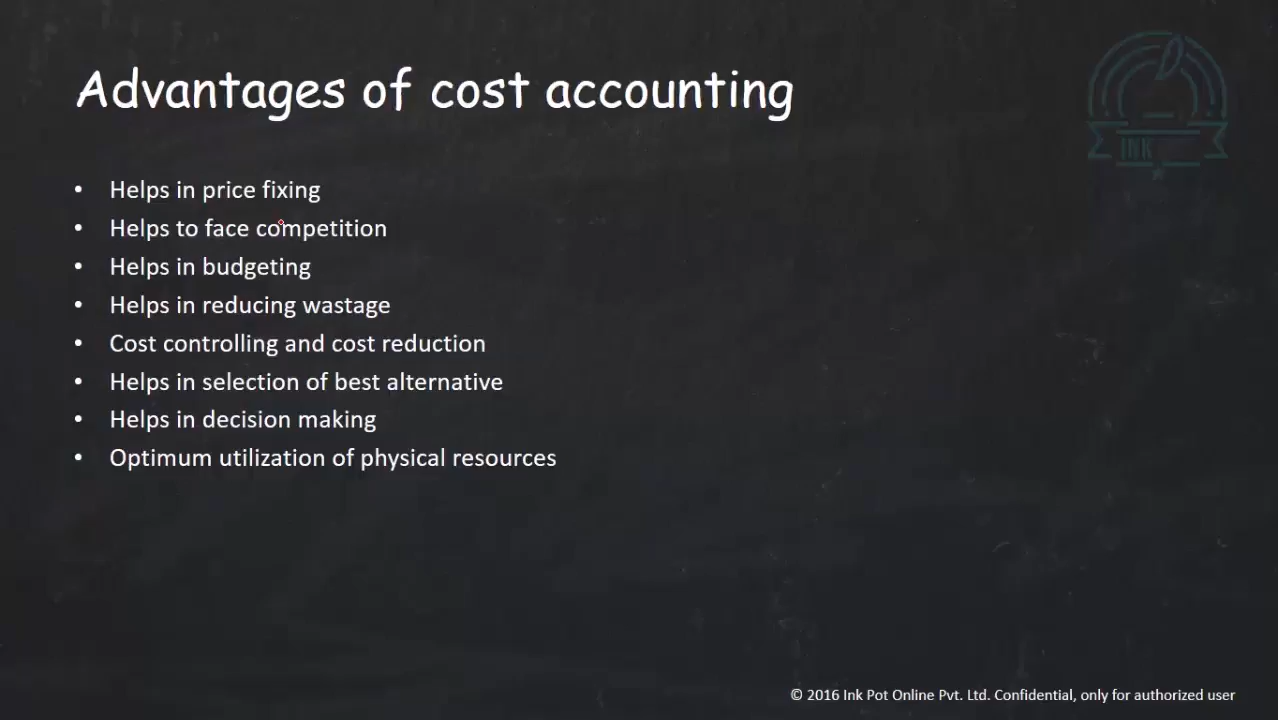 Advantages of cost accounting
INK
• Helps in price fixing
• Helps to face competition
• Helps in budgeting
• Helps in reducing wastage
• Cost controlling and cost reduction
• Helps in selection of best alternative
• Helps in decision making
• Optimum utilization of physical resources
© 2016 Ink Pot Online Pvt. Ltd. Confidential, only for authorized user